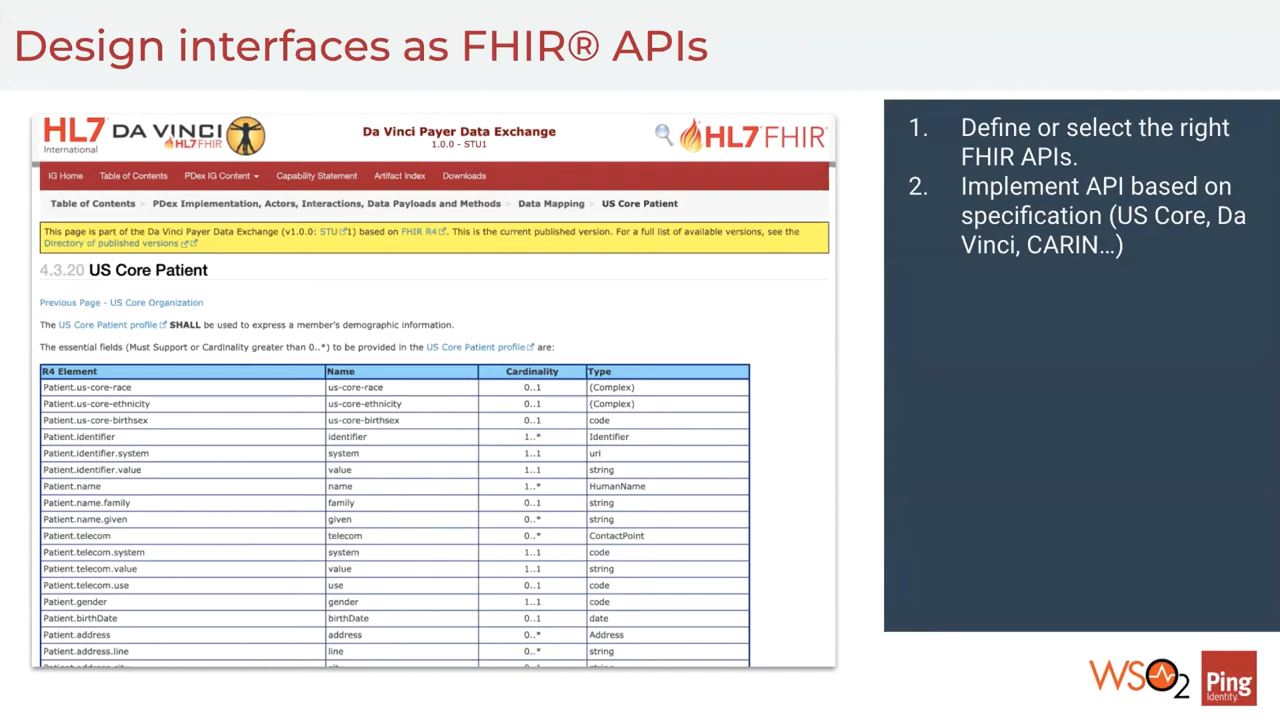 Design interfaces as FHIR® APIs
HL7 International
DA VINCI
HL7 FHIR
Da Vinci Payer Data Exchange
1.0.0 - STU1
HL7 FHIR®
IG Home Table of Contents PDex IG Content Capability Statement Artifact Index Downloads
Table of Contents > PDex Implementation, Actors, Interactions, Data Payloads and Methods > Data Mapping > US Core Patient
This page is part of the Da Vinci Payer Data Exchange (v1.0.0: STU 1) based on FHIR R4. This is the current published version. For a full list of available versions, see the
Directory of published versions
4.3.20 US Core Patient
Previous Page - US Core Organization
The US Core Patient profile SHALL be used to express a member's demographic information.
The essential fields (Must Support or Cardinality greater than 0..*) to be provided in the US Core Patient profile are:
R4 Element Name Cardinality Type
Patient.us-core-race us-core-race 0..1 (Complex)
Patient.us-core-ethnicity us-core-ethnicity 0..1 (Complex)
Patient.us-core-birthsex us-core-birthsex 0..1 code
Patient.identifier identifier 1..* Identifier
Patient.identifier.system system 1..1 uri
Patient.identifier.value value 1..1 string
Patient.name name 1..* HumanName
Patient.name.family family 0..1 string
Patient.name.given given 0..* string
Patient.telecom telecom 0..* ContactPoint
Patient.telecom.system system 1..1 code
Patient.telecom.value value 1..1 string
Patient.telecom.use use 0..1 code
Patient.gender gender 1..1 code
Patient.birthDate birthDate 0..1 date
Patient.address address 0..* Address
Patient.address.line line 0..* string
1. Define or select the right
FHIR APIs.
2. Implement API based on
specification (US Core, Da
Vinci, CARIN…)
WSO2
Ping
Identity